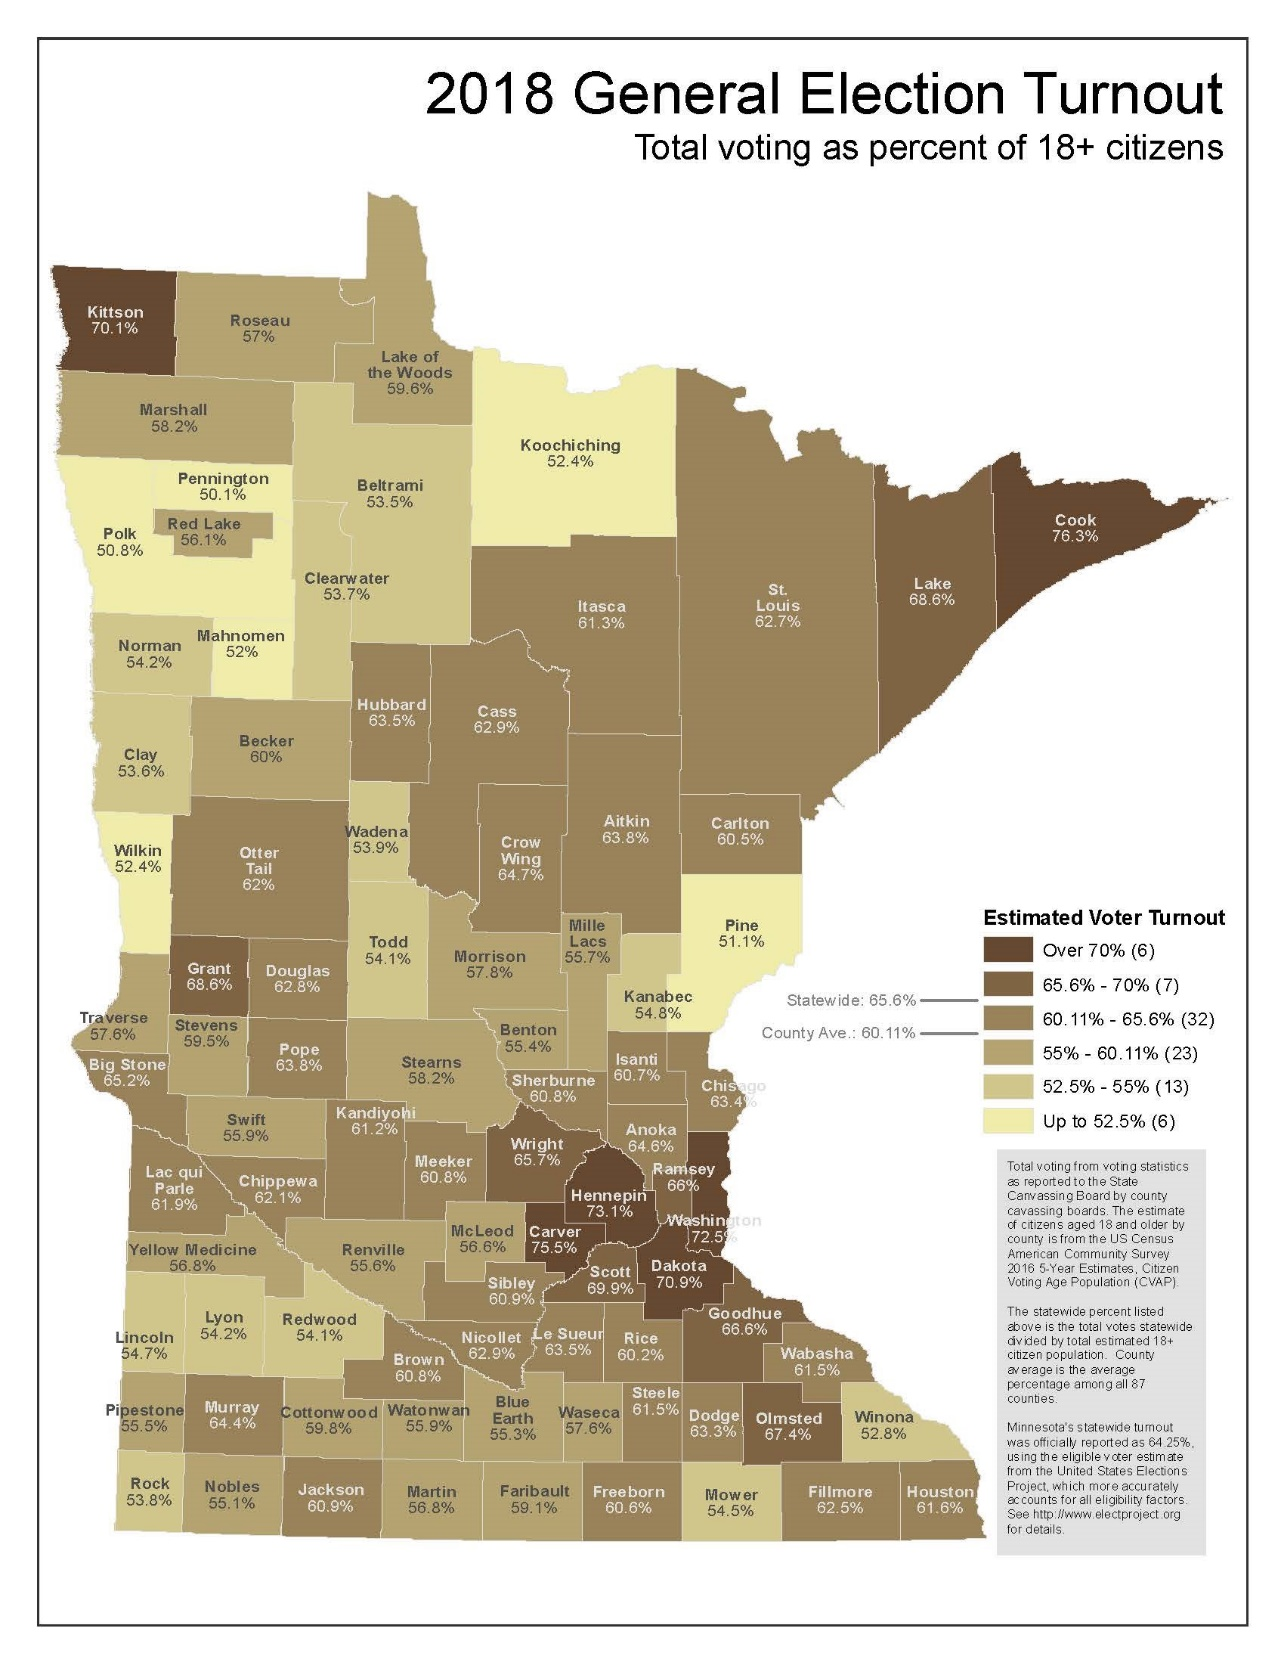 2018 General Election Turnout
Total voting as percent of 18+ citizens
Kittson
70.1%
Roseau
57%
Lake of
the Woods
59.6%
Marshall
58.2%
Koochiching
52.4%
Pennington
50.1%
Beltrami
53.5%
Red Lake
56.1%
Polk
50.8%
Cook
76.3%
Clearwater
53.7%
Lake
68.6%
St.
Louis
62.7%
Itasca
61.3%
Norman
54.2%
Mahnomen
52%
Hubbard
63.5%
Cass
62.9%
Clay
53.6%
Becker
60%
Wadena
53.9%
Aitkin
63.8%
Carlton
60.5%
Crow
Wing
64.7%
Wilkin
52.4%
Otter
Tail
62%
Pine
51.1%
Mille
Lacs
55.7%
Todd
54.1%
Morrison
57.8%
Grant
68.6%
Douglas
62.8%
Kanabec
54.8%
Traverse
57.6%
Stevens
59.5%
Benton
55.4%
Pope
63.8%
Stearns
58.2%
Isanti
60.7%
Big Stone
65.2%
Sherburne
60.8%
Chisago
63.4%
Swift
55.9%
Kandiyohi
61.2%
Wright
65.7%
Anoka
64.6%
Meeker
60.8%
Ramsey
66%
Lac qui
Parle
61.9%
Chippewa
62.1%
Hennepin
73.1%
Washington
72.5%
McLeod
56.6%
Carver
75.5%
Yellow Medicine
56.8%
Renville
55.6%
Scott
69.9%
Dakota
70.9%
Sibley
60.9%
Goodhue
66.6%
Lyon
54.2%
Redwood
54.1%
Lincoln
54.7%
Nicollet
62.9%
Le Sueur
63.5%
Rice
60.2%
Wabasha
61.5%
Brown
60.8%
Pipestone
55.5%
Murray
64.4%
Cottonwood
59.8%
Watonwan
55.9%
Blue
Earth
55.3%
Waseca
57.6%
Steele
61.5%
Dodge
63.3%
Olmsted
67.4%
Winona
52.8%
Rock
53.8%
Nobles
55.1%
Jackson
60.9%
Martin
56.8%
Faribault
59.1%
Freeborn
60.6%
Mower
54.5%
Fillmore
62.5%
Houston
61.6%
Estimated Voter Turnout
Over 70% (6)
65.6% - 70% (7)
Statewide: 65.6%
60.11% - 65.6% (32)
County Ave.: 60.11%
55% - 60.11% (23)
52.5% - 55% (13)
Up to 52.5% (6)
Total voting from voting statistics
as reported to the State
Canvassing Board by county
cavassing boards. The estimate
of citizens aged 18 and older by
county is from the US Census
American Community Survey
2016 5-Year Estimates, Citizen
Voting Age Population (CVAP).
The statewide percent listed
above is the total votes statewide
divided by total estimated 18+
citizen population. County
average is the average
percentage among all 87
counties.
Minnesota's statewide turnout
was officially reported as 64.25%,
using the eligible voter estimate
from the United States Elections
Project, which more accurately
accounts for all eligibility factors.
See http://www.electproject.org
for details.